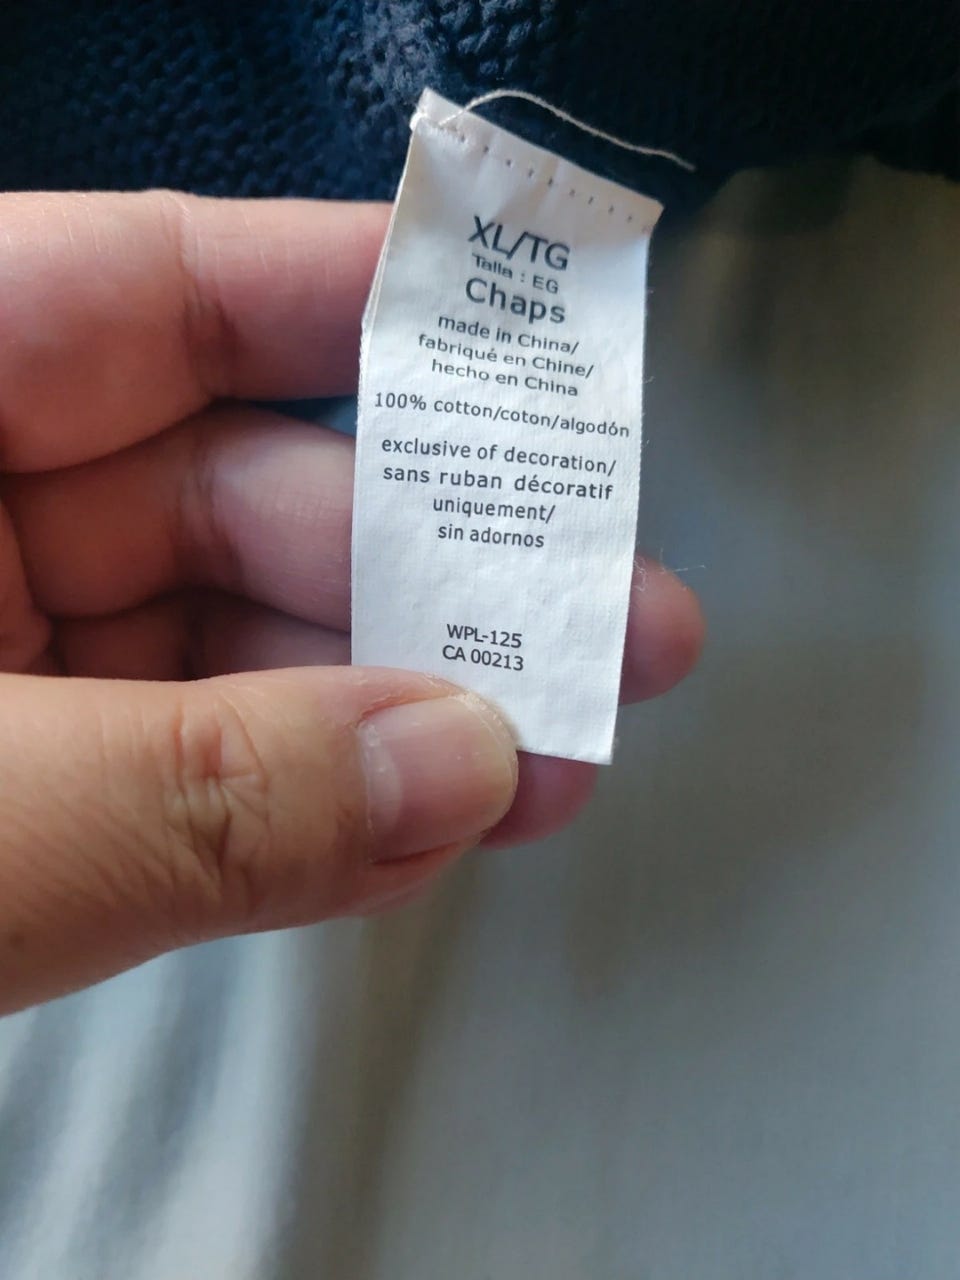 XL/TG
Talla : EG
Chaps
made in China/
fabriqué en Chine/
hecho en China
100% cotton/coton/algodón
exclusive of decoration/
sans ruban décoratif
uniquement/
sin adornos
WPL-125
CA 00213